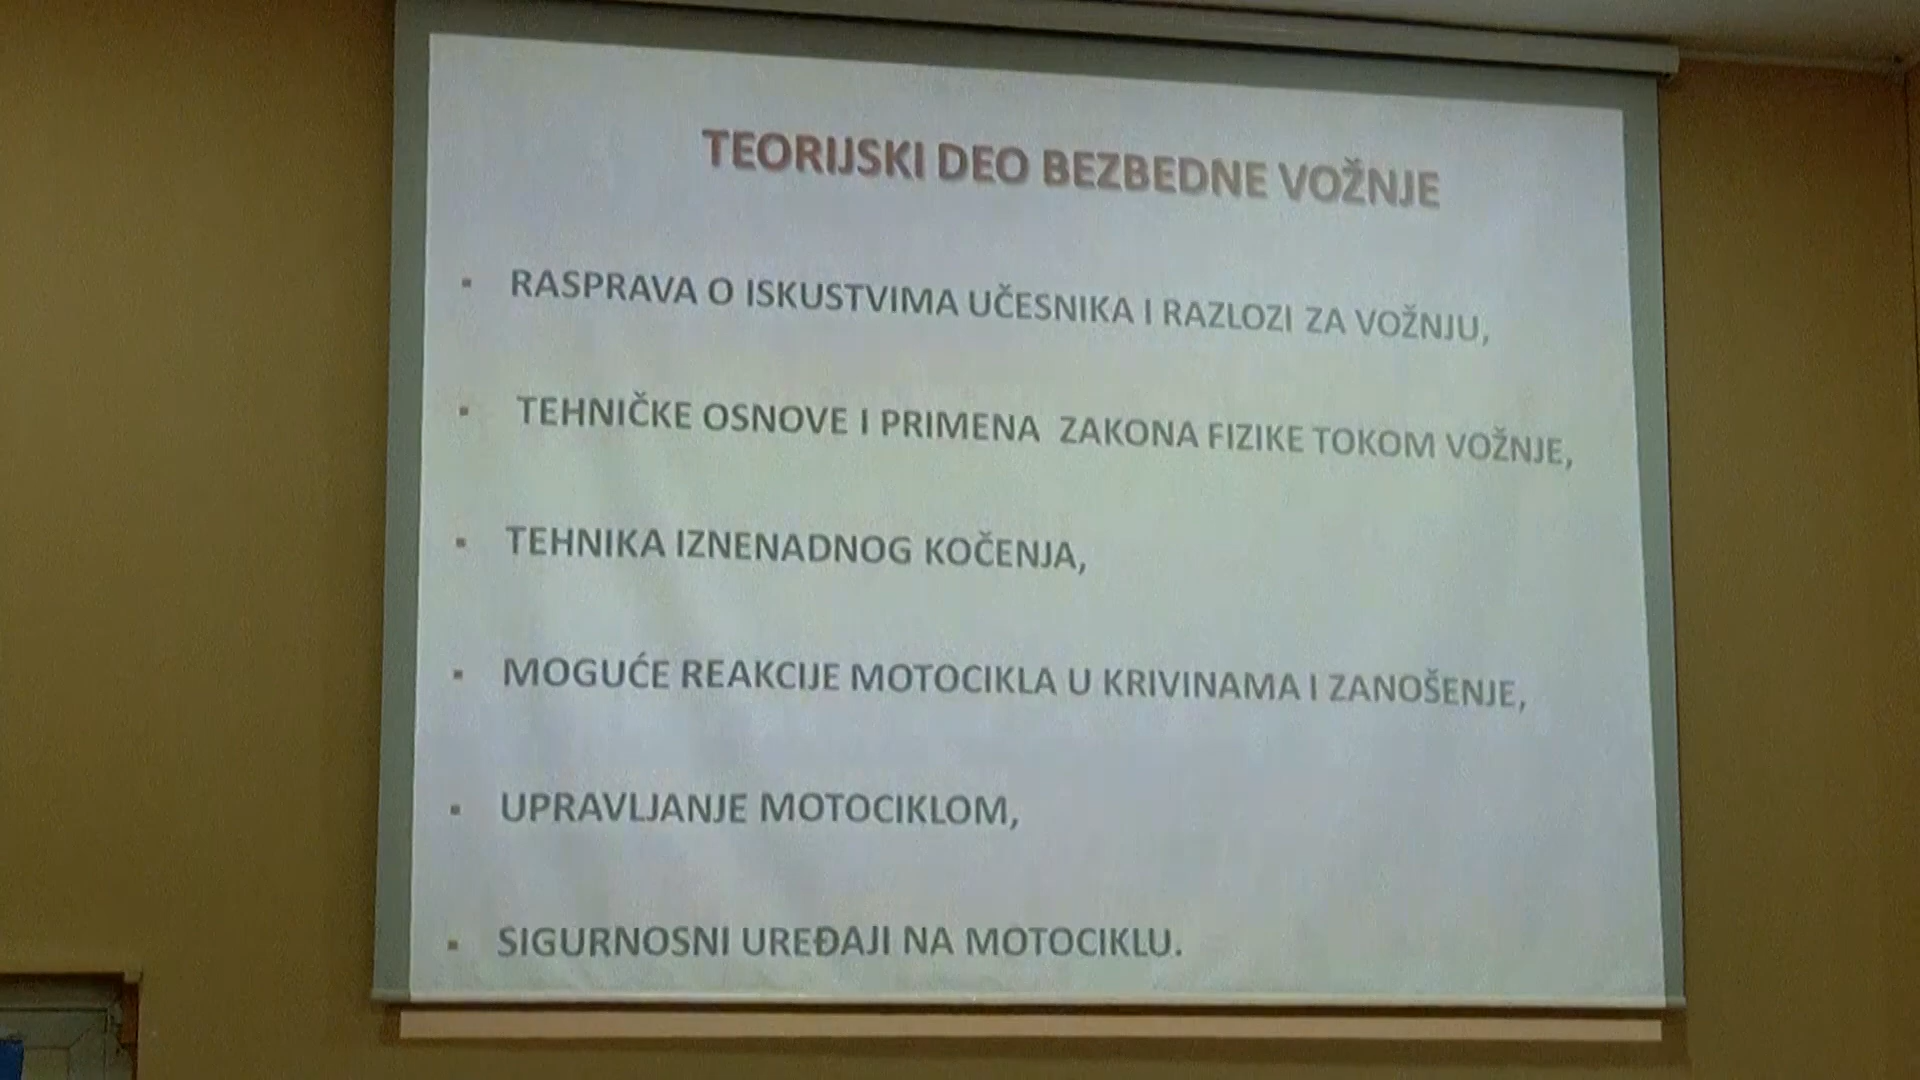 TEORIJSKI DEO BEZBEDNE VOŽNJE
▪ RASPRAVA O ISKUSTVIMA UČESNIKA I RAZLOZI ZA VOŽNJU,
▪ TEHNIČKE OSNOVE I PRIMENA ZAKONA FIZIKE TOKOM VOŽNJE,
▪ TEHNIKA IZNENADNOG KOČENJA,
▪ MOGUĆE REAKCIJE MOTOCIKLA U KRIVINAMA I ZANOŠENJE,
▪ UPRAVLJANJE MOTOCIKLOM,
▪ SIGURNOSNI UREĐAJI NA MOTOCIKLU.